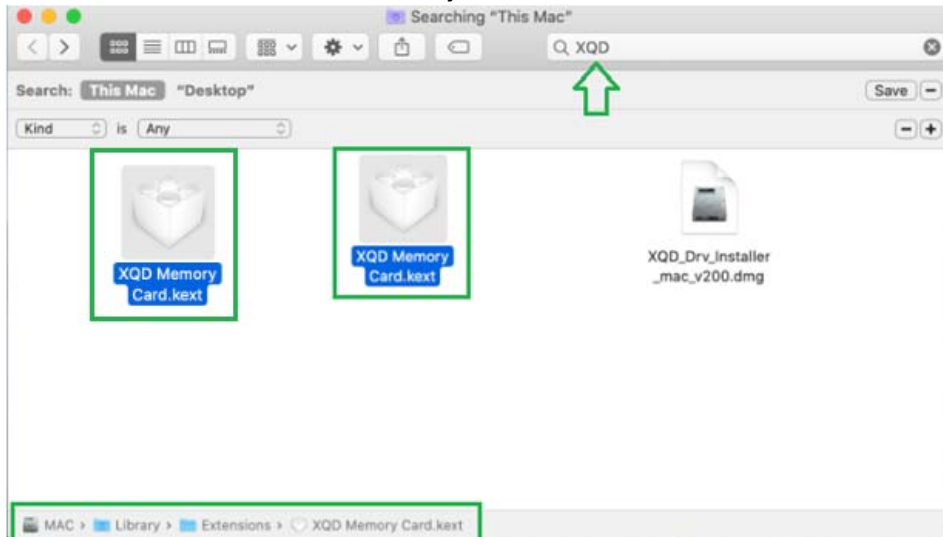 Searching "This Mac"
XQD
Search: This Mac "Desktop" Save
Kind is Any
XQD Memory
Card.kext
XQD Memory
Card.kext
XQD_Drv_Installer
_mac_v200.dmg
MAC › Library › Extensions › XQD Memory Card.kext